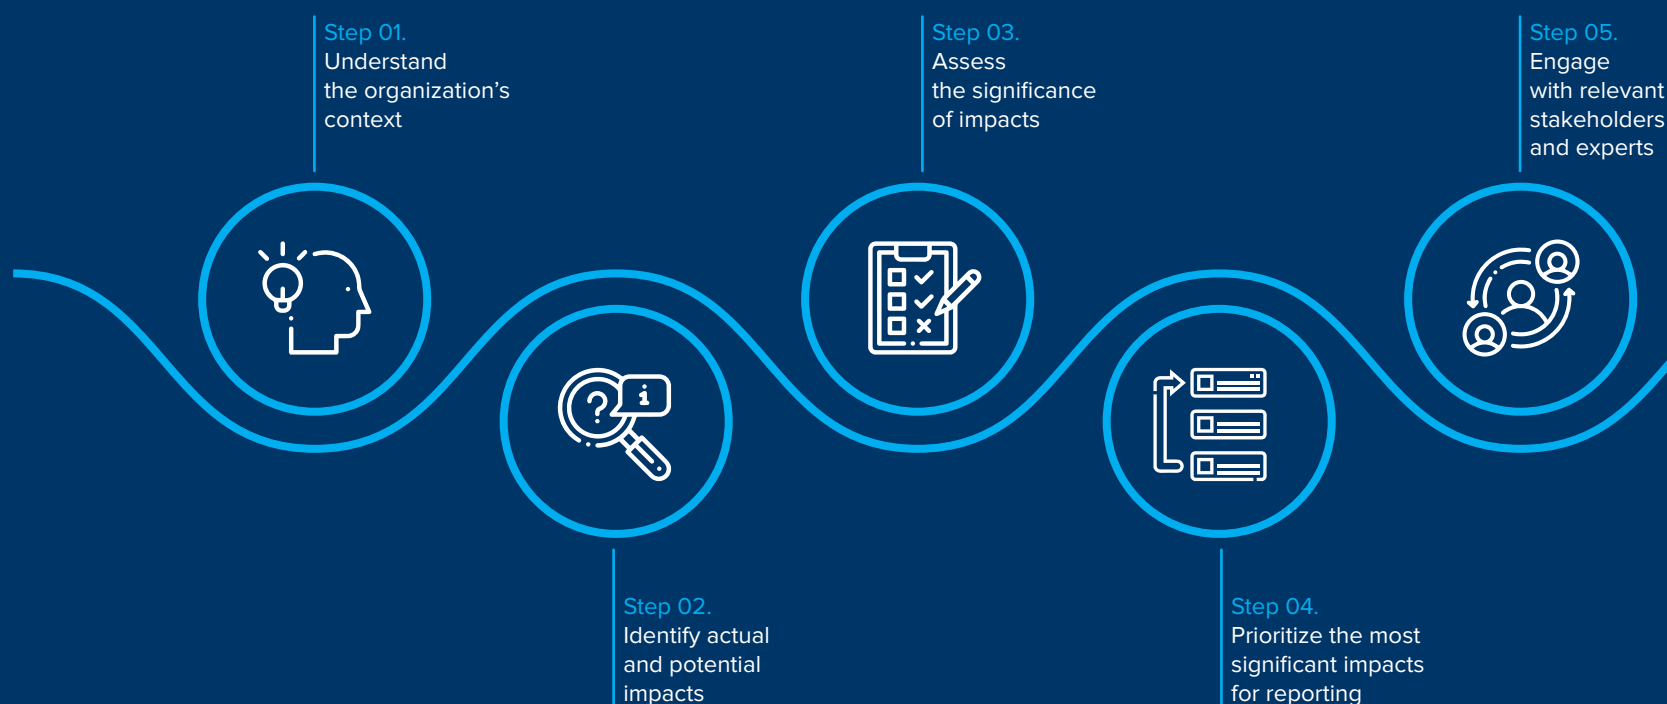 Step 01.
Understand
the organization’s
context
Step 02.
Identify actual
and potential
impacts
Step 03.
Assess
the significance
of impacts
Step 04.
Prioritize the most
significant impacts
for reporting
Step 05.
Engage
with relevant
stakeholders
and experts